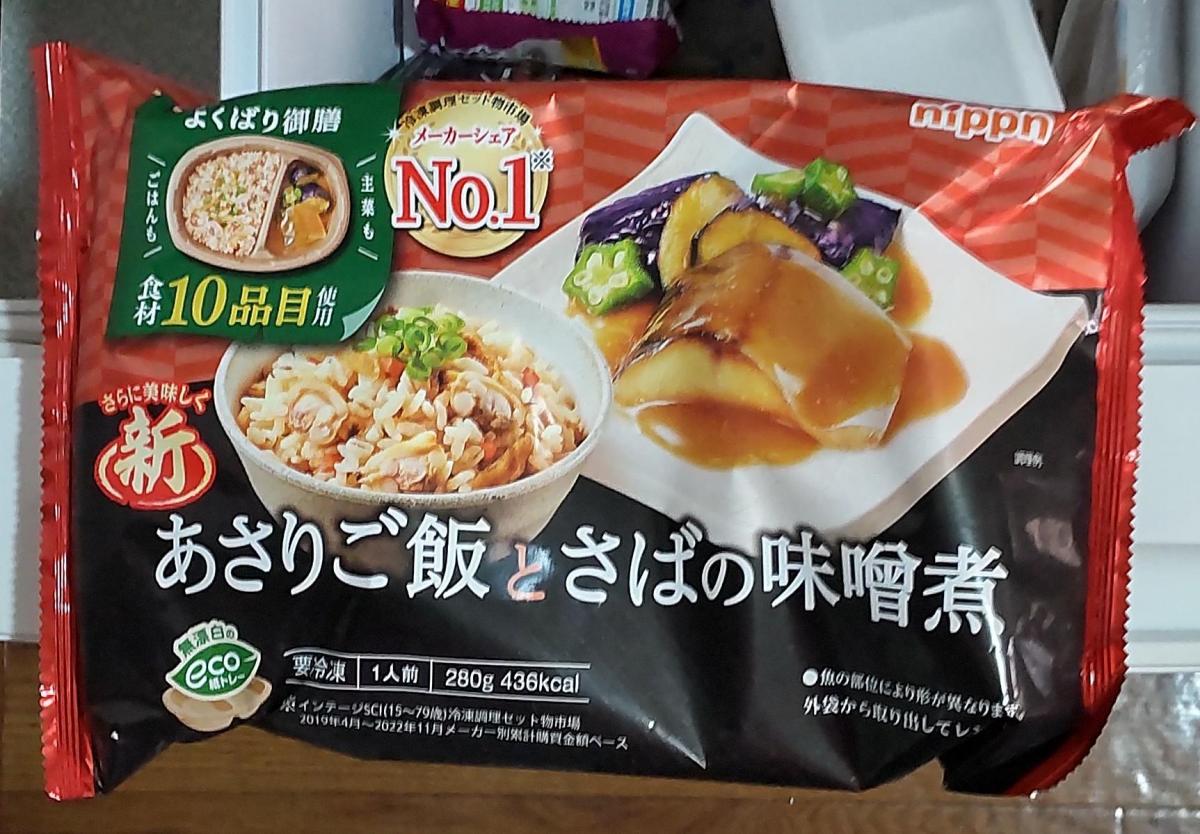 よくばり御膳
ごはんも
主菜も
食材10品目使用
冷凍調理セット物市場
メーカーシェア
No.1※
nippn
さらに美味しく
新
調理例
あさりご飯とさばの味噌煮
無漂白の
eco
紙トレー
要冷凍 1人前 280g 436kcal
※インテージSCI(15~79歳)冷凍調理セット物市場
2019年4月~2022年11月メーカー別累計購買金額ベース
●魚の部位により形が異なります。
外袋から取り出してレ